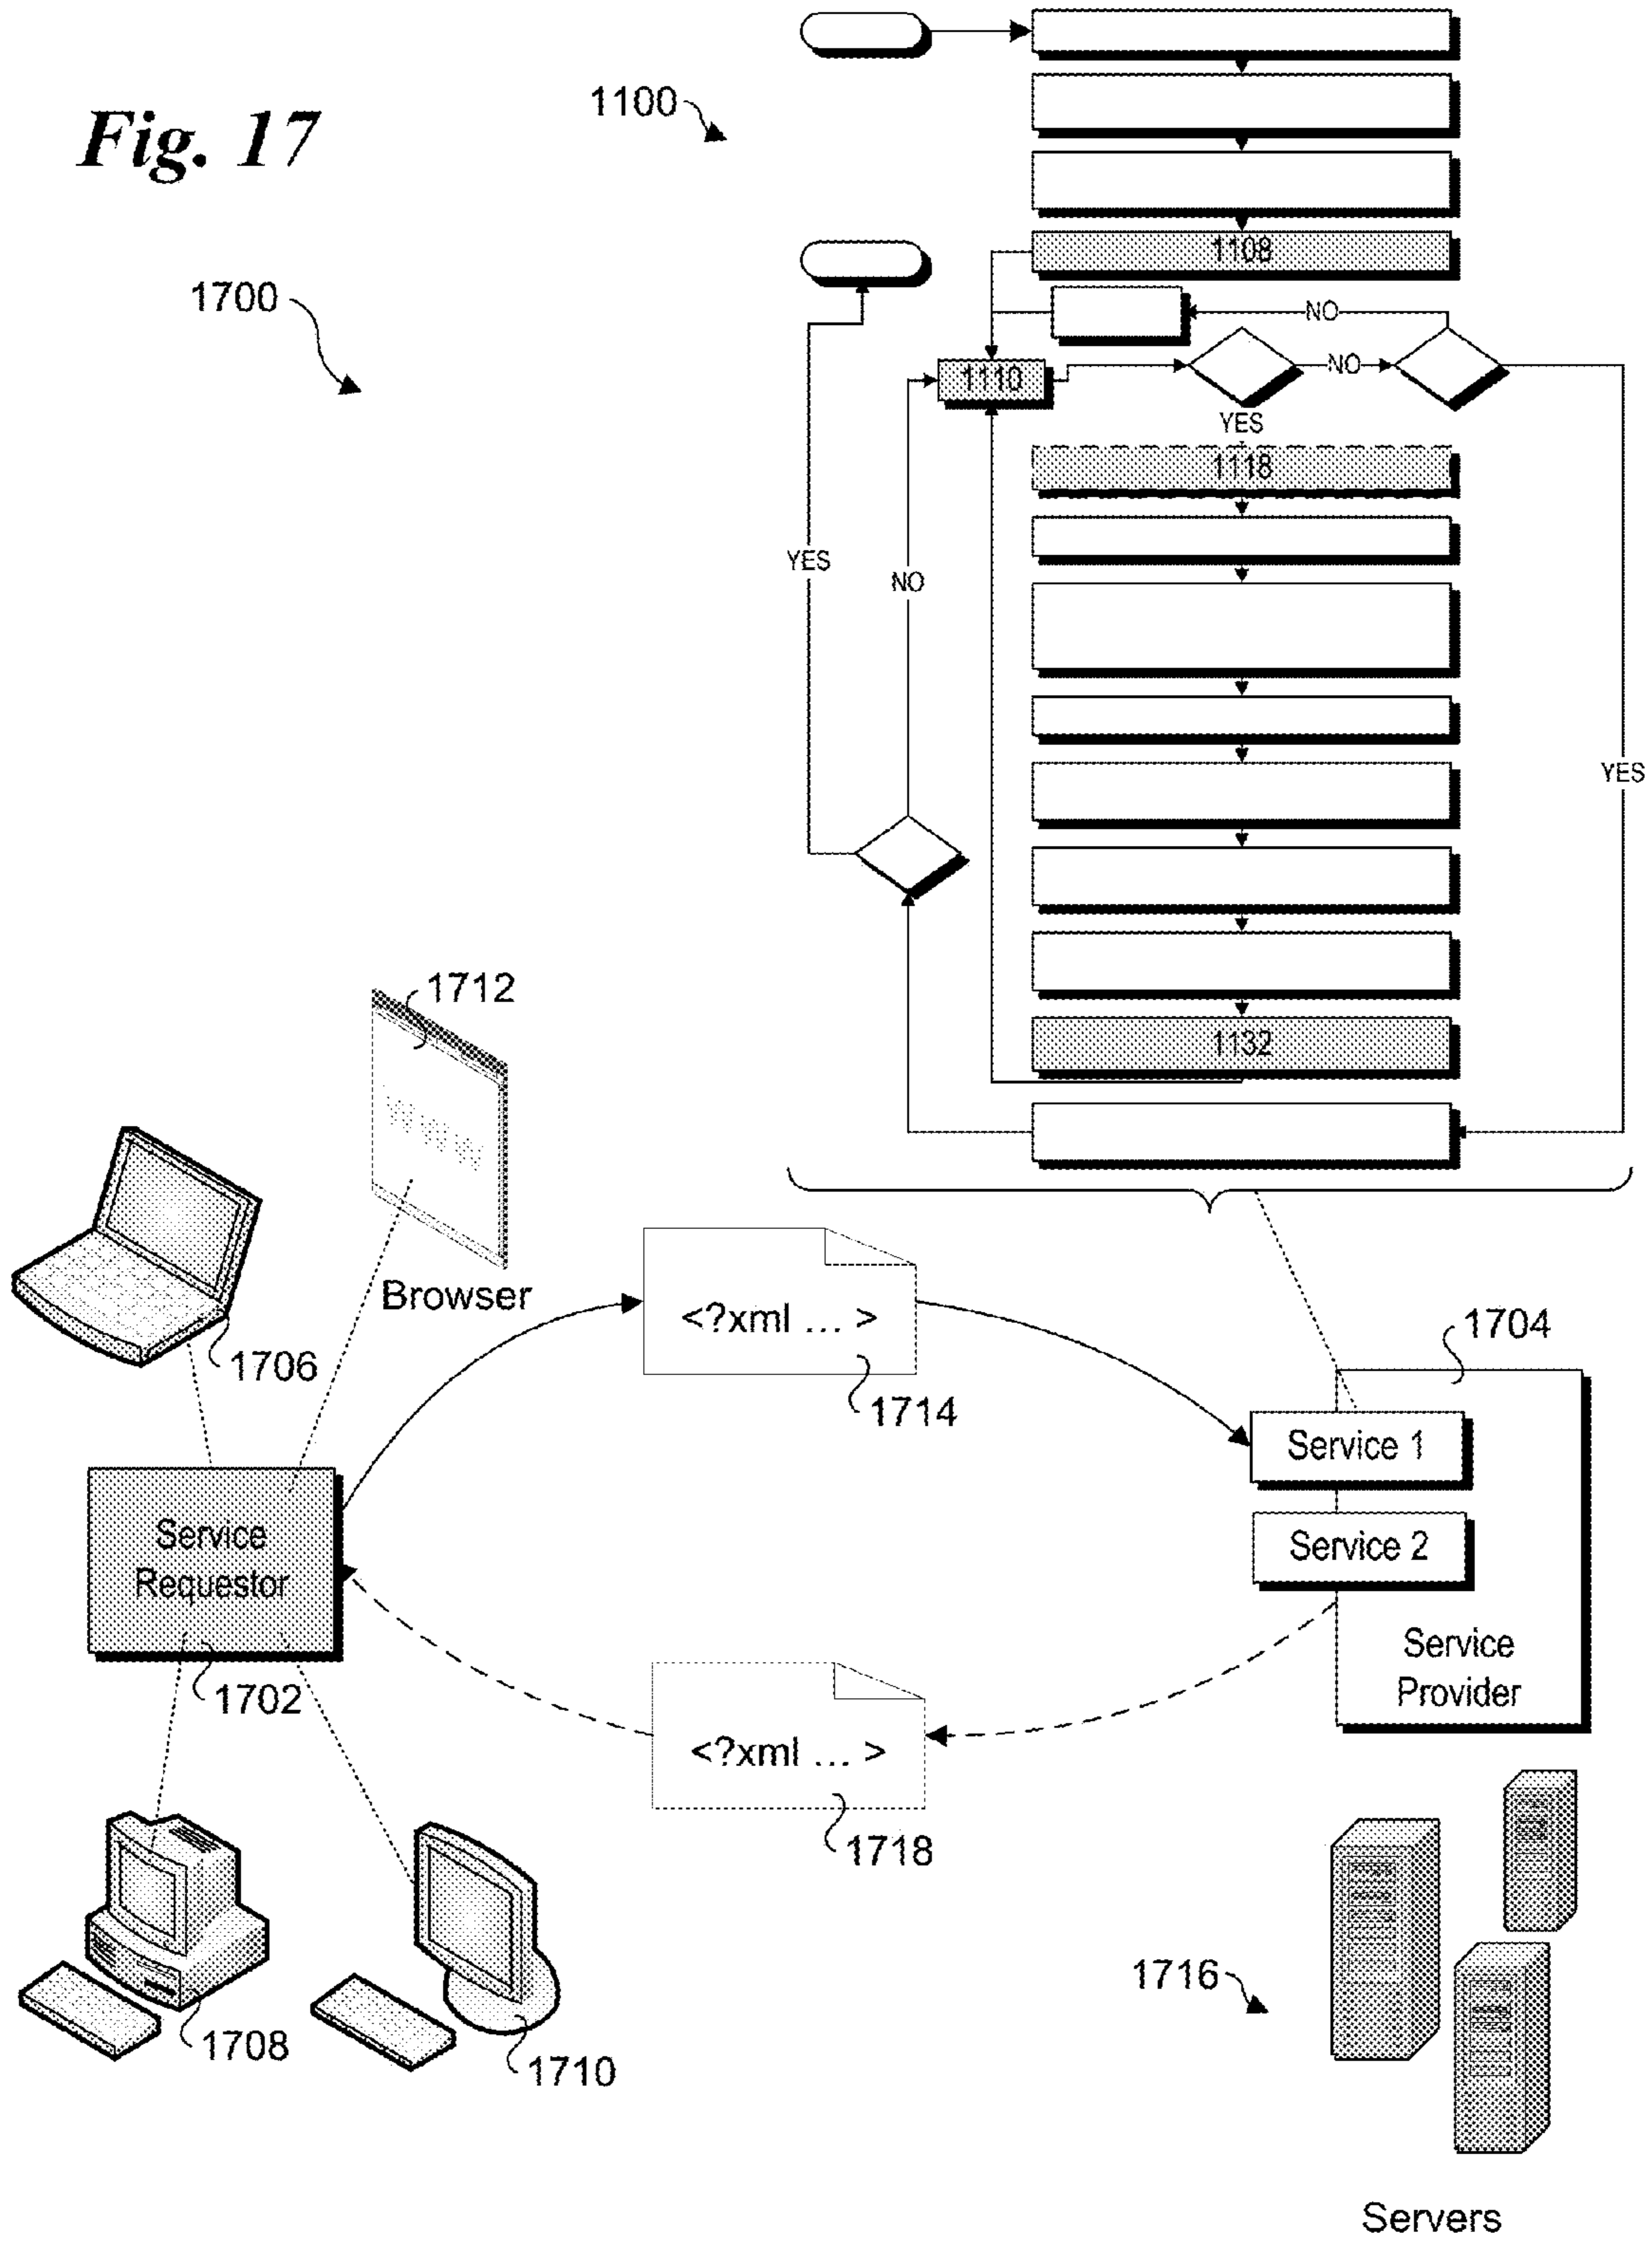 Fig. 17
1100
1700
1108
NO
1110
NO
YES
1118
YES
NO
YES
1132
1712
WWW
Browser
1706
<?xml ... >
1714
1704
Service 1
Service 2
Service
Provider
Service
Requestor
1702
<?xml ... >
1718
1708
1710
1716
Servers